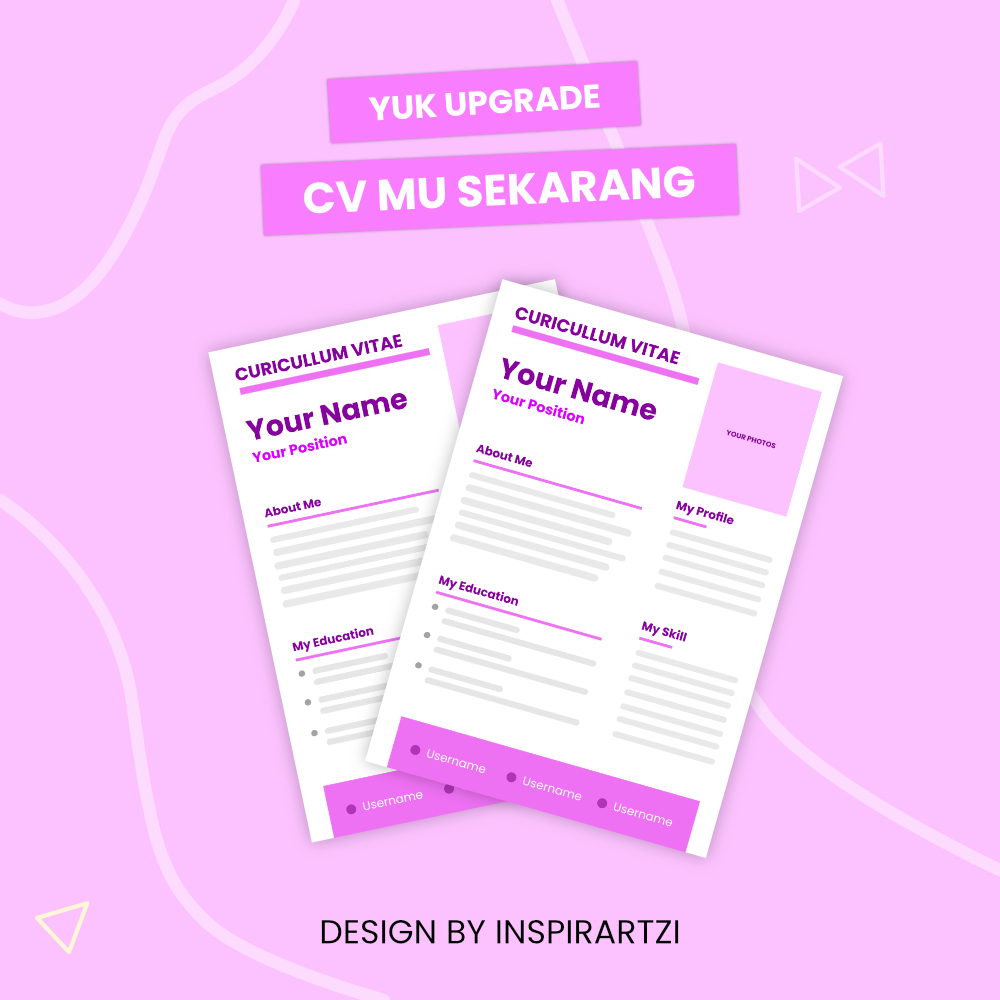 YUK UPGRADE
CV MU SEKARANG
CURICULLUM VITAE
Your Name
Your Position
About Me
My Education
Username
CURICULLUM VITAE
Your Name
Your Position
YOUR PHOTOS
About Me
My Profile
My Education
My Skill
Username
Username
Username
DESIGN BY INSPIRARTZI